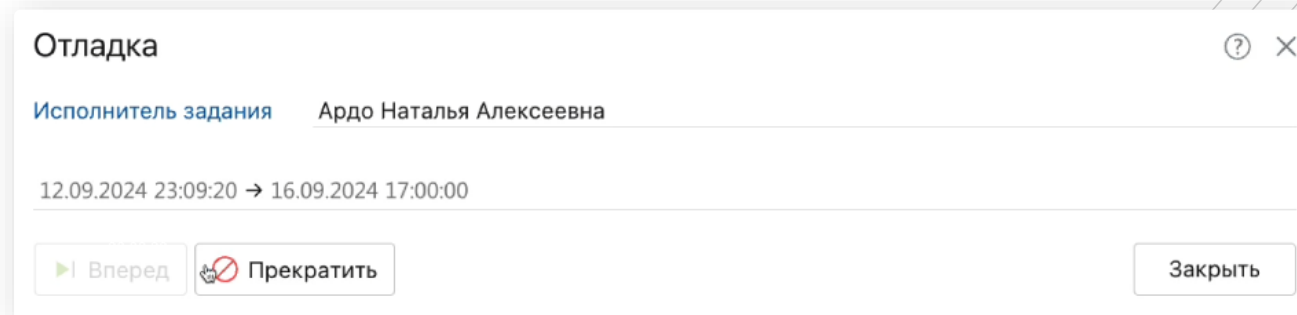 Отладка
Исполнитель задания Ардо Наталья Алексеевна
12.09.2024 23:09:20 → 16.09.2024 17:00:00
Вперед Прекратить Закрыть